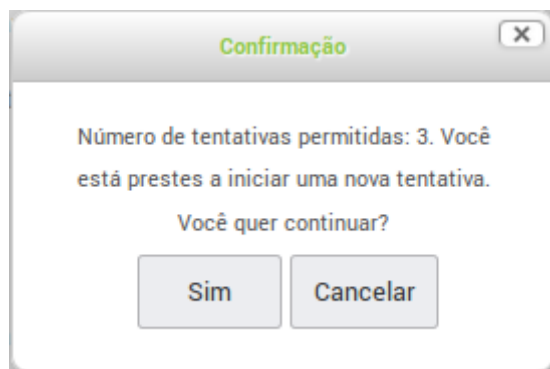 Confirmação
Número de tentativas permitidas: 3. Você
está prestes a iniciar uma nova tentativa.
Você quer continuar?
Sim
Cancelar